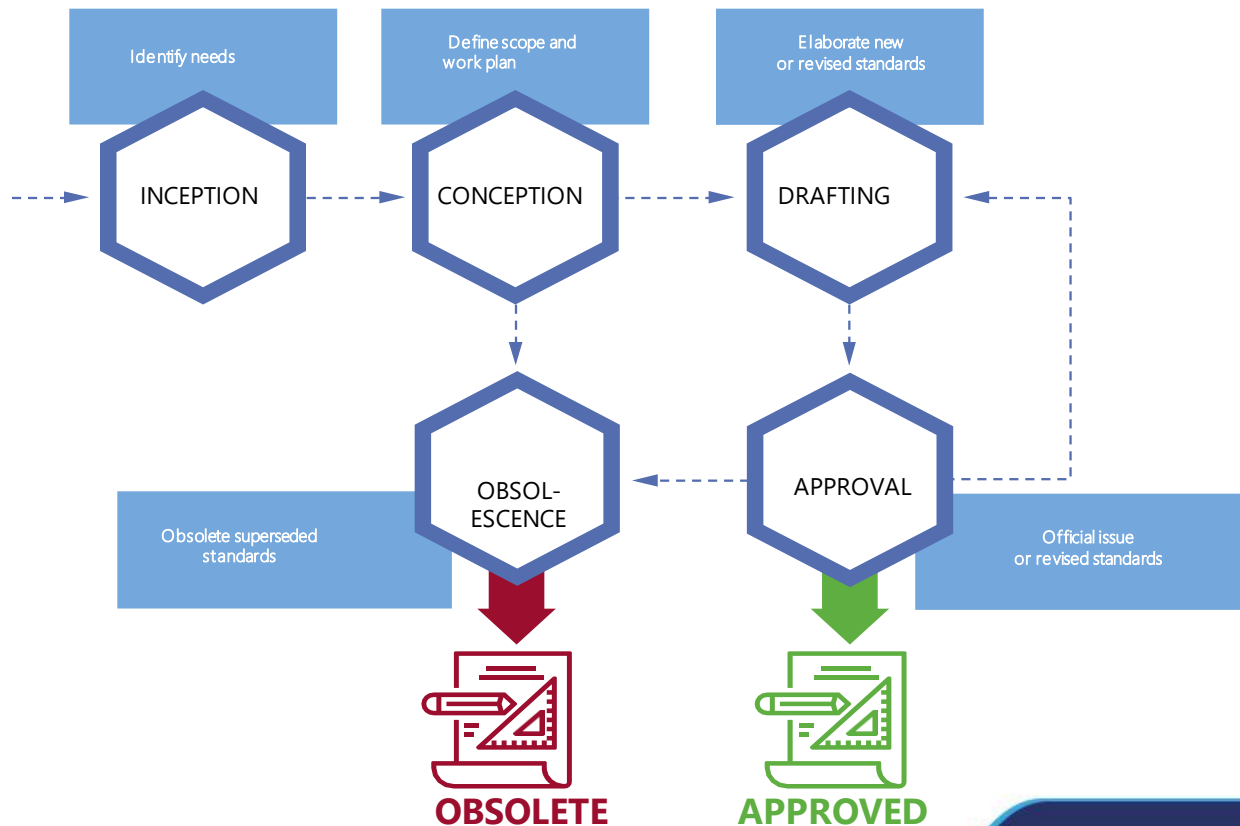 Identify needs
Define scope and
work plan
Elaborate new
or revised standards
INCEPTION
CONCEPTION
DRAFTING
OBSOL-
ESCENCE
APPROVAL
Obsolete superseded
standards
Official issue
or revised standards
OBSOLETE
APPROVED